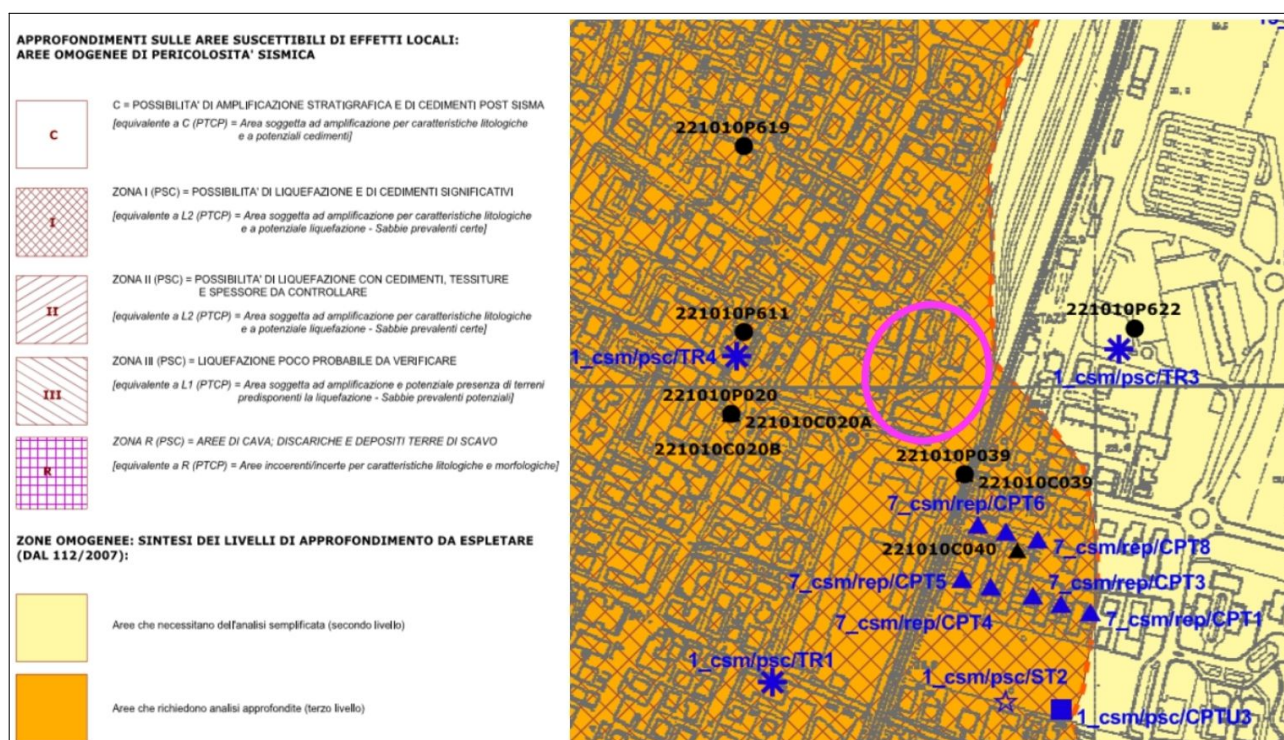 APPROFONDIMENTI SULLE AREE SUSCETTIBILI DI EFFETTI LOCALI:
AREE OMOGENEE DI PERICOLOSITA' SISMICA
C
C = POSSIBILITA' DI AMPLIFICAZIONE STRATIGRAFICA E DI CEDIMENTI POST SISMA
[equivalente a C (PTCP) = Area soggetta ad amplificazione per caratteristiche litologiche
e a potenziali cedimenti]
I
ZONA I (PSC) = POSSIBILITA' DI LIQUEFAZIONE E DI CEDIMENTI SIGNIFICATIVI
[equivalente a L2 (PTCP) = Area soggetta ad amplificazione per caratteristiche litologiche
e a potenziale liquefazione - Sabbie prevalenti certe]
II
ZONA II (PSC) = POSSIBILITA' DI LIQUEFAZIONE CON CEDIMENTI, TESSITURE
E SPESSORE DA CONTROLLARE
[equivalente a L2 (PTCP) = Area soggetta ad amplificazione per caratteristiche litologiche
e a potenziale liquefazione - Sabbie prevalenti certe]
III
ZONA III (PSC) = LIQUEFAZIONE POCO PROBABILE DA VERIFICARE
[equivalente a L1 (PTCP) = Area soggetta ad amplificazione e potenziale presenza di terreni
predisponenti la liquefazione - Sabbie prevalenti potenziali]
R
ZONA R (PSC) = AREE DI CAVA; DISCARICHE E DEPOSITI TERRE DI SCAVO
[equivalente a R (PTCP) = Aree incoerenti/incerte per caratteristiche litologiche e morfologiche]
ZONE OMOGENEE: SINTESI DEI LIVELLI DI APPROFONDIMENTO DA ESPLETARE
(DAL 112/2007):
Aree che necessitano dell'analisi semplificata (secondo livello)
Aree che richiedono analisi approfondite (terzo livello)
221010P619
221010P611
1_csm/psc/TR4
221010P622
1_csm/psc/TR3
221010P020
221010C020A
221010C020B
221010P039
221010C039
7_csm/rep/CPT6
221010C040
7_csm/rep/CPT8
7_csm/rep/CPT5
7_csm/rep/CPT3
7_csm/rep/CPT4
7_csm/rep/CPT1
1_csm/psc/TR1
1_csm/psc/ST2
1_csm/psc/CPTU3